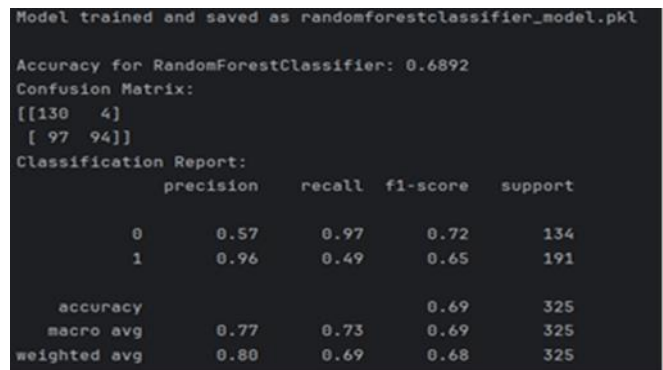 Model trained and saved as randomforestclassifier_model.pkl
Accuracy for RandomForestClassifier: 0.6892
Confusion Matrix:
[[130 4]
[ 97 94]]
Classification Report:
precision recall f1-score support
0 0.57 0.97 0.72 134
1 0.96 0.49 0.65 191
accuracy 0.69 325
macro avg 0.77 0.73 0.69 325
weighted avg 0.80 0.69 0.68 325